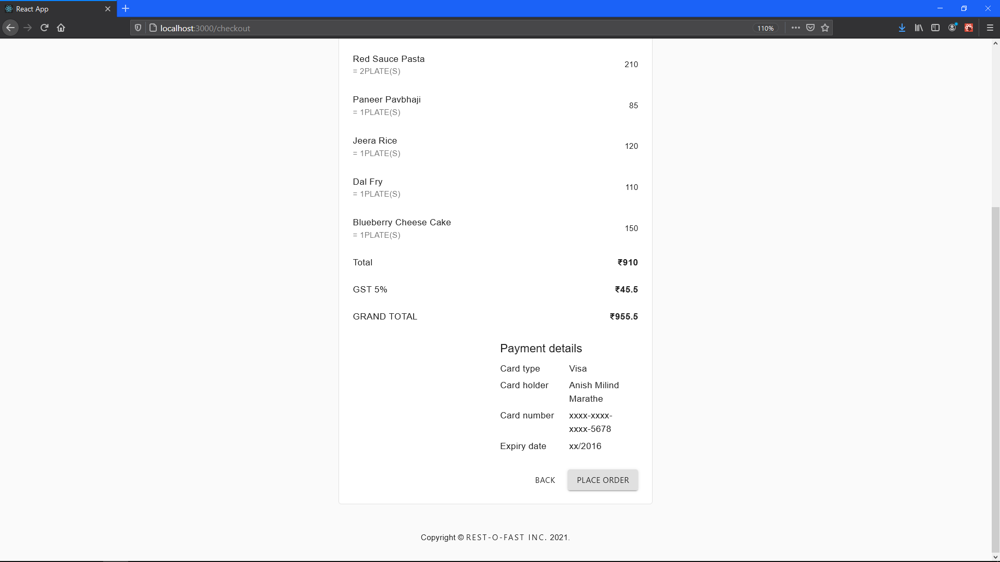 React App
localhost:3000/checkout
110%
Red Sauce Pasta
= 2PLATE(S)
210
Paneer Pavbhaji
= 1PLATE(S)
85
Jeera Rice
= 1PLATE(S)
120
Dal Fry
= 1PLATE(S)
110
Blueberry Cheese Cake
= 1PLATE(S)
150
Total ₹910
GST 5% ₹45.5
GRAND TOTAL ₹955.5
Payment details
Card type Visa
Card holder Anish Milind
Marathe
Card number xxxx-xxxx-
xxxx-5678
Expiry date xx/2016
BACK PLACE ORDER
Copyright © REST-O-FAST INC. 2021.